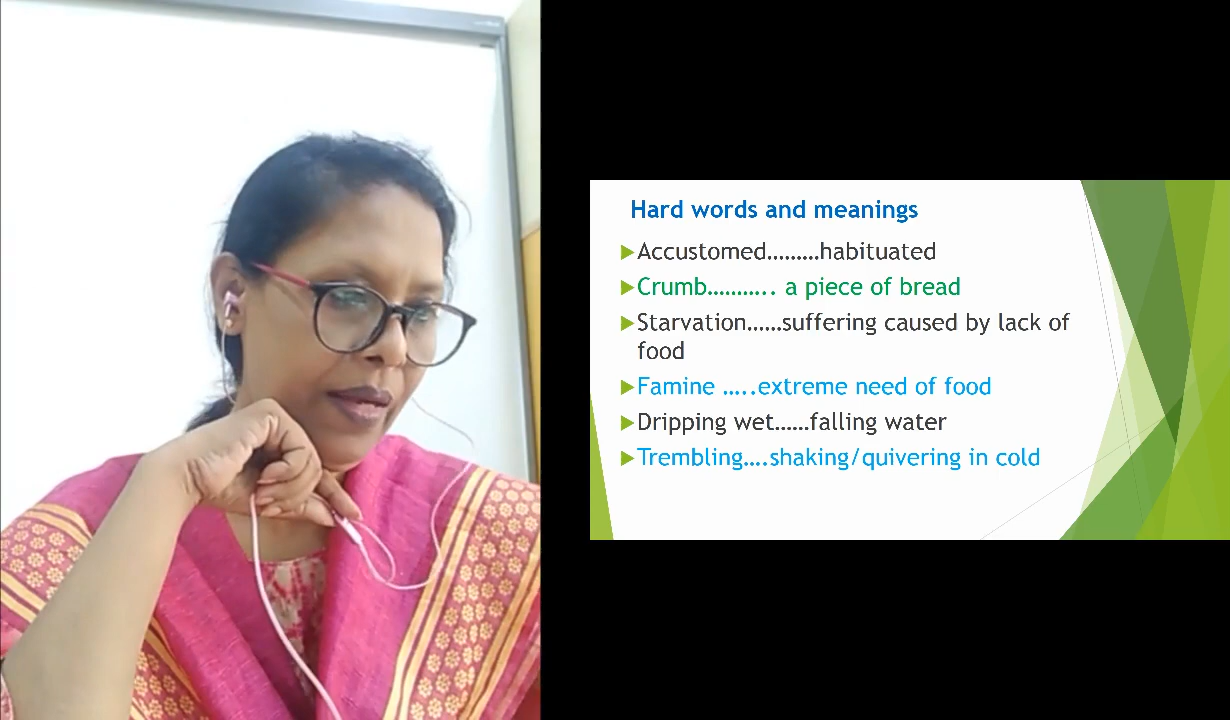 Hard words and meanings
Accustomed.........habituated
Crumb........... a piece of bread
Starvation......suffering caused by lack of
food
Famine .....extreme need of food
Dripping wet......falling water
Trembling....shaking/quivering in cold